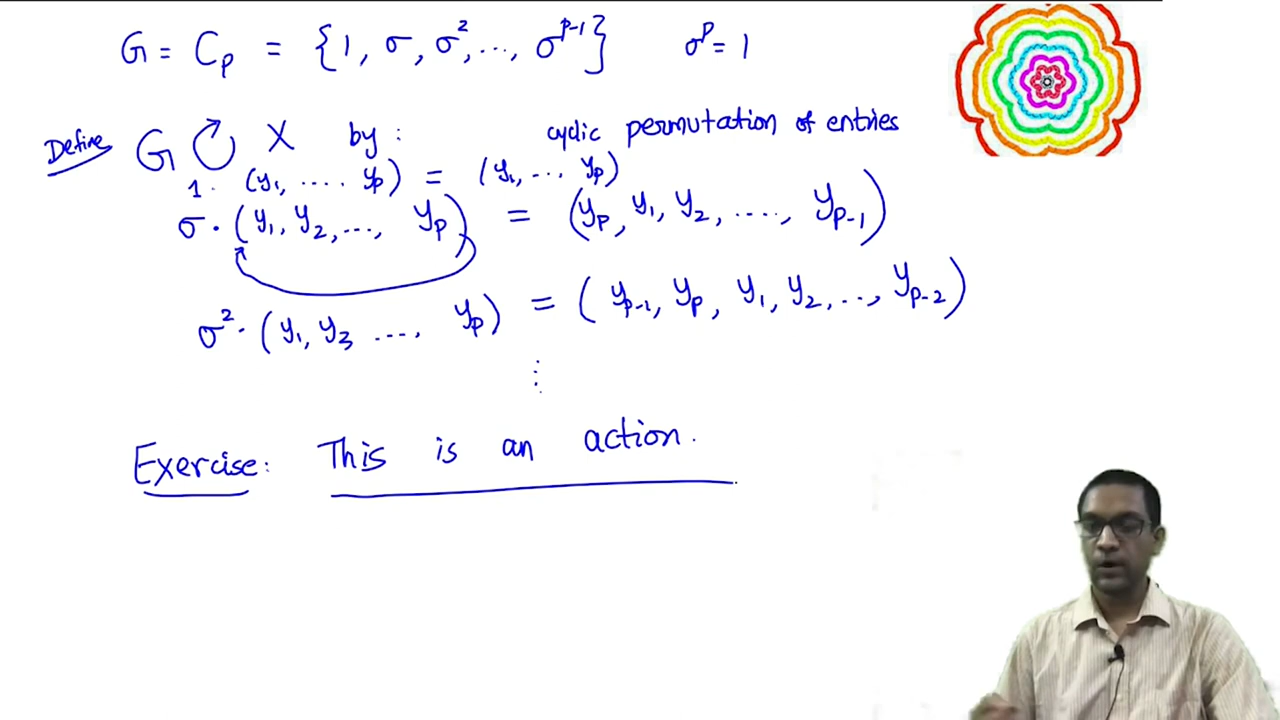 G = C_p = {1, σ, σ², ..., σ^{p-1}} σ^p = 1
Define G ↻ X by: cyclic permutation of entries
1. (y₁, .... y_p) = (y₁, ... y_p)
σ · (y₁, y₂, ..., y_p) = (y_p, y₁, y₂, ...., y_{p-1})
σ² · (y₁, y₃ ...., y_p) = (y_{p-1}, y_p, y₁, y₂, ..., y_{p-2})
⋮
Exercise: This is an action.